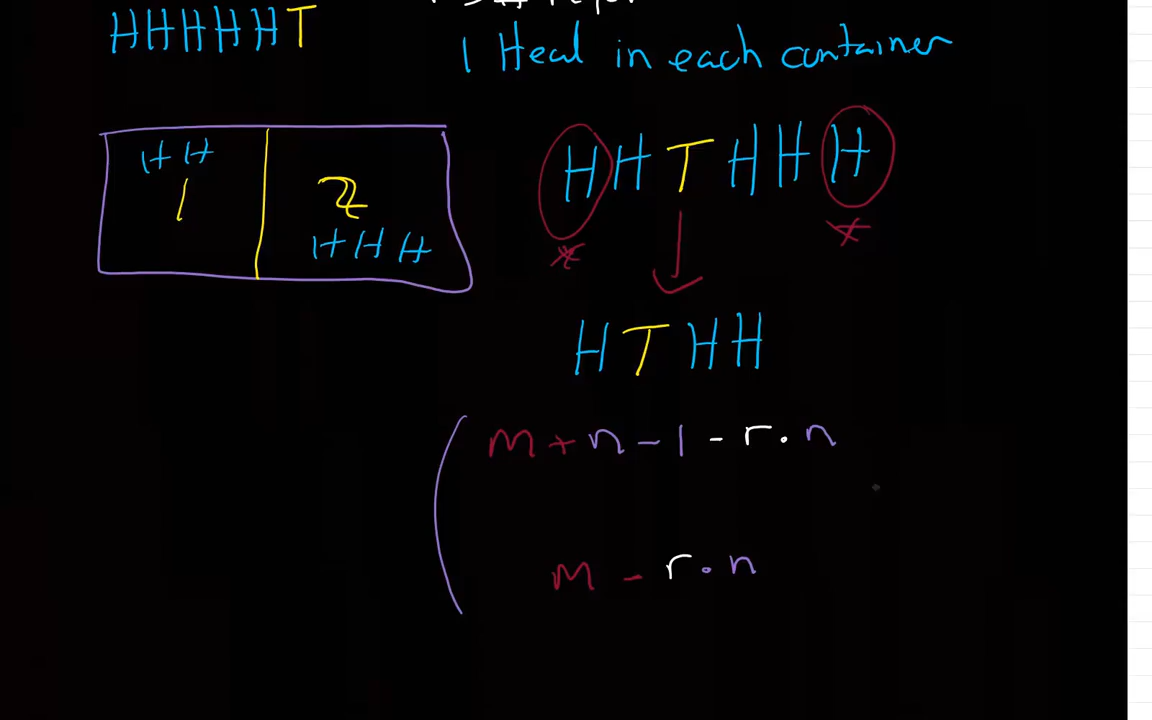 HHHHHT
1 Head in each container
HHTHHH
HH
1
2
HHH
HTHH
(m + n - 1 - r · n
m - r · n